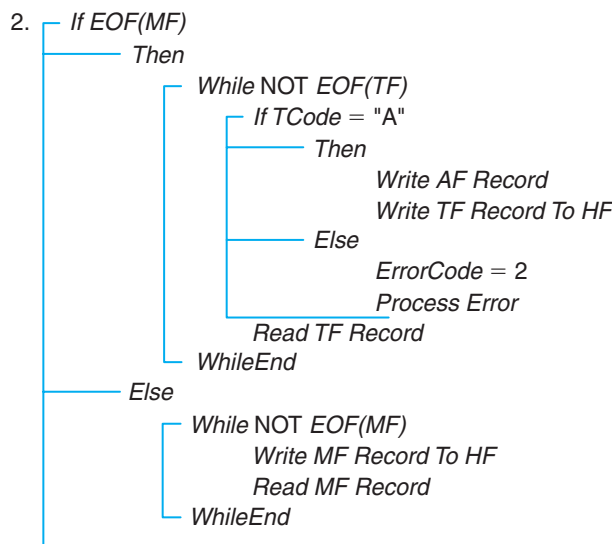 2. If EOF(MF)
Then
While NOT EOF(TF)
If TCode = "A"
Then
Write AF Record
Write TF Record To HF
Else
ErrorCode = 2
Process Error
Read TF Record
WhileEnd
Else
While NOT EOF(MF)
Write MF Record To HF
Read MF Record
WhileEnd